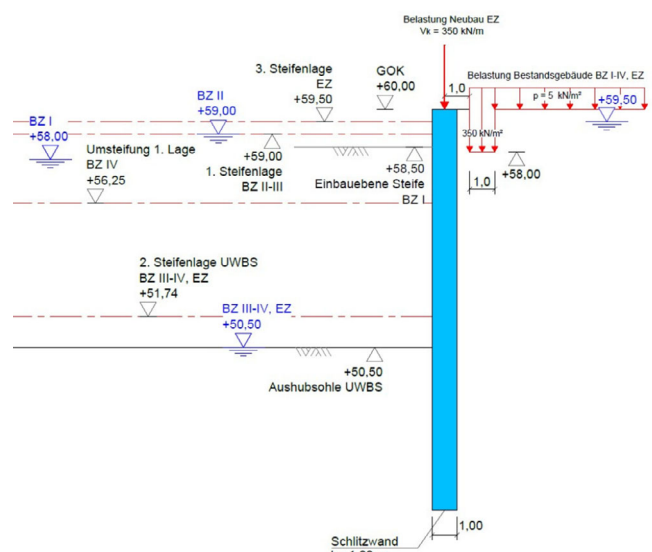 Belastung Neubau EZ
Vk = 350 kN/m
3. Steifenlage
EZ
+59,50
GOK
+60,00
1,0
Belastung Bestandsgebäude BZ I-IV, EZ
p = 5 kN/m²
+59,50
BZ II
+59,00
BZ I
+58,00
350 kN/m²
Umsteifung 1. Lage
BZ IV
+56,25
+59,00
1. Steifenlage
BZ II-III
+58,50
Einbauebene Steife
BZ I
+58,00
1,0
2. Steifenlage UWBS
BZ III-IV, EZ
+51,74
BZ III-IV, EZ
+50,50
+50,50
Aushubsohle UWBS
1,00
Schlitzwand